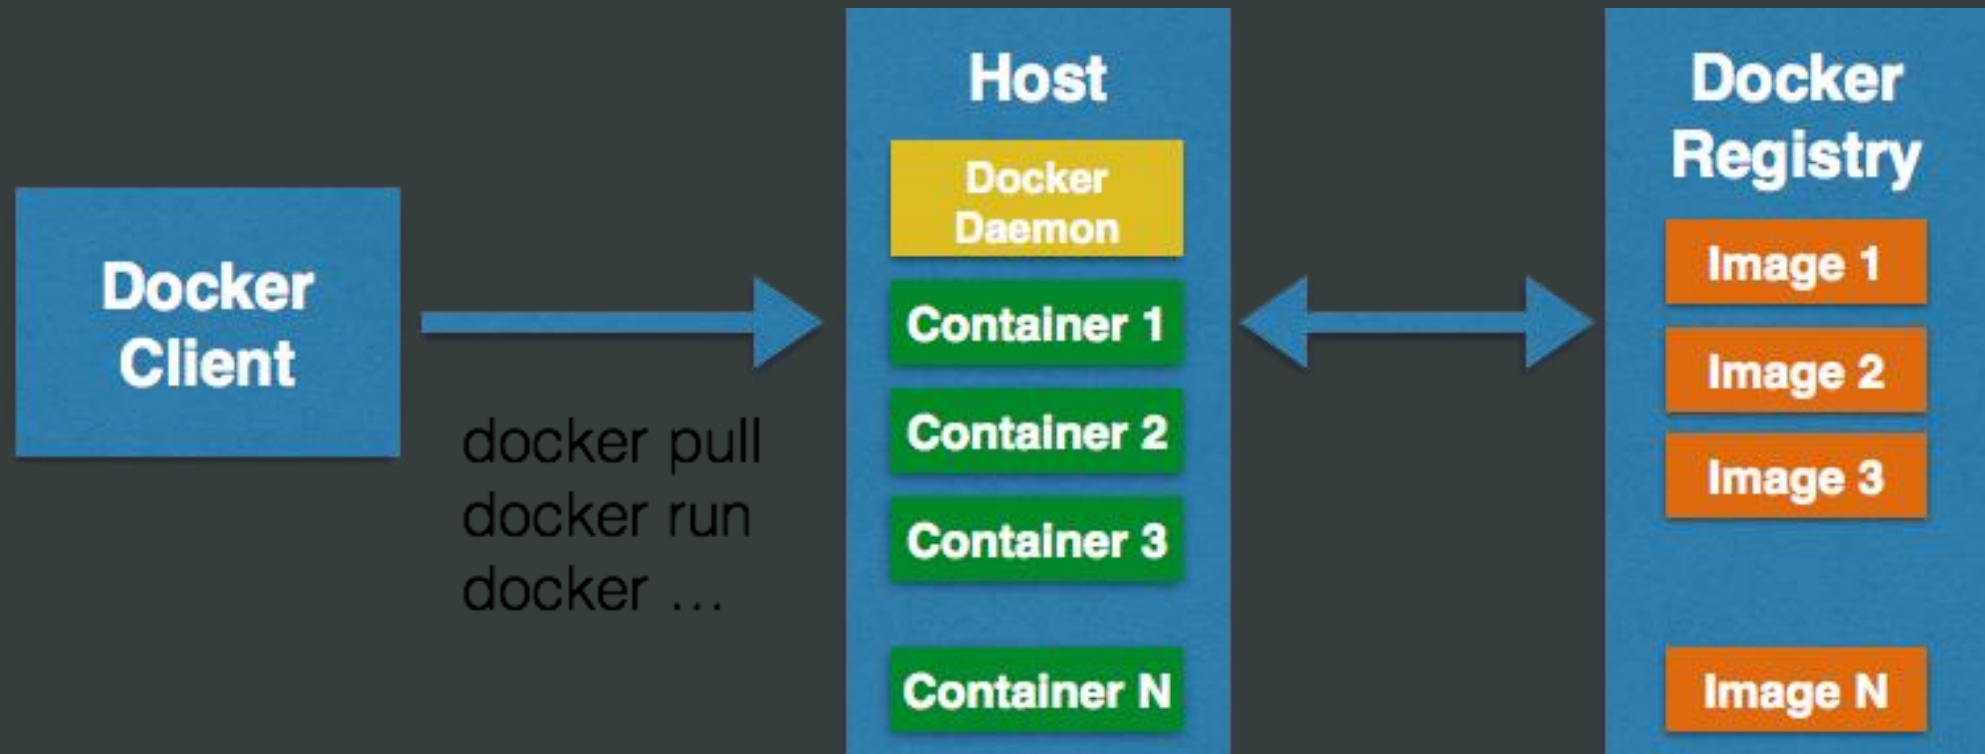 Docker
Client
docker pull
docker run
docker ...
Host
Docker
Daemon
Container 1
Container 2
Container 3
Container N
Docker
Registry
Image 1
Image 2
Image 3
Image N